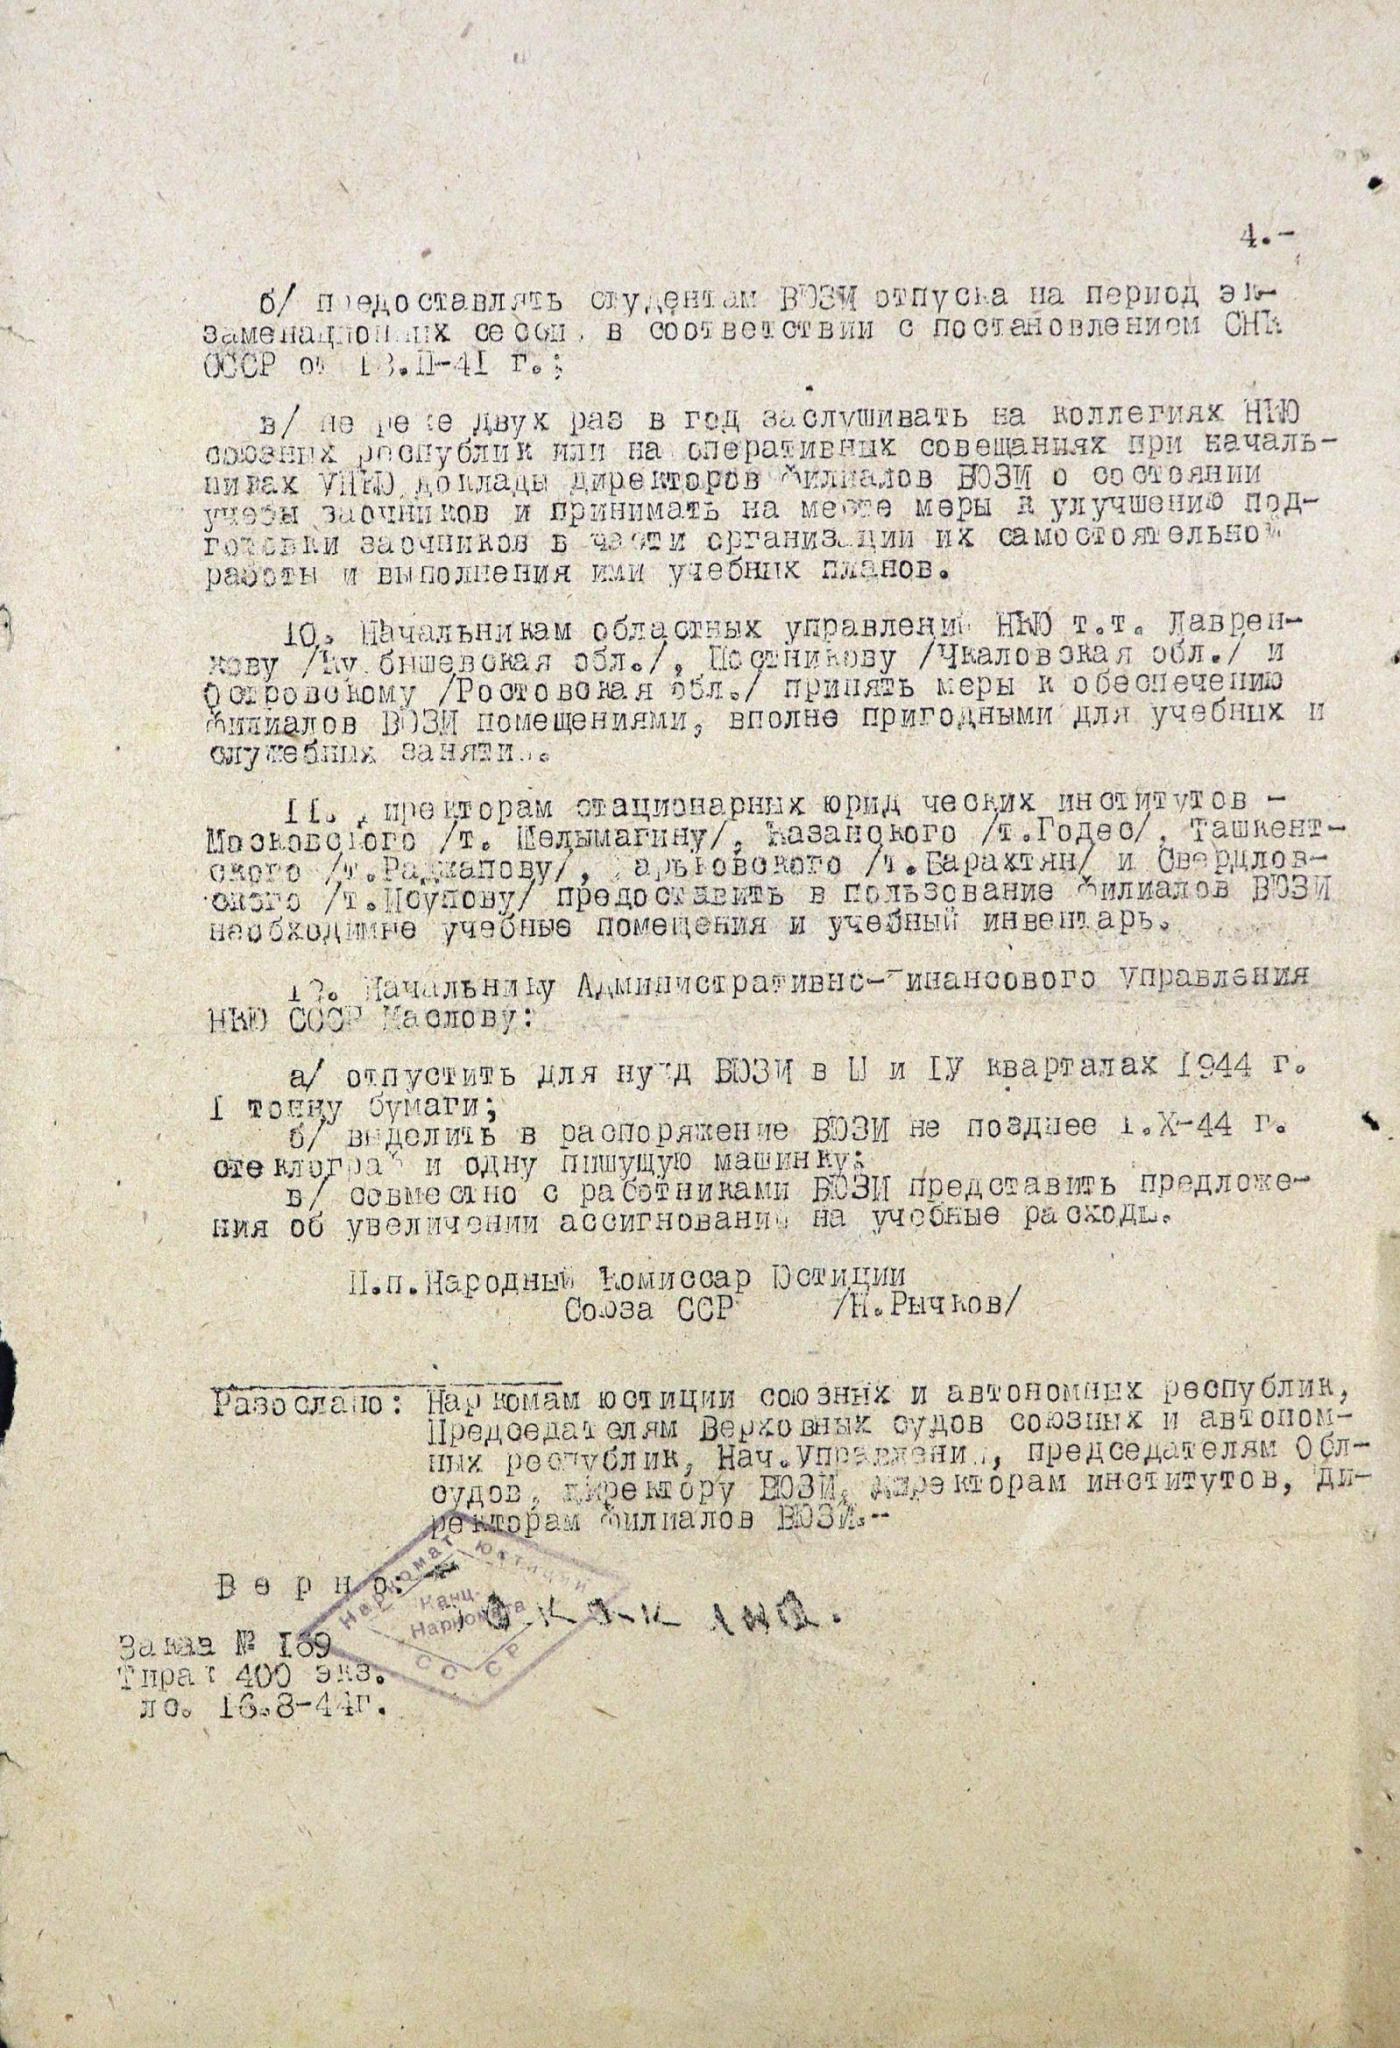 4.-
б/ предоставлять студентам ВЮЗИ отпуска на период эк-
заменационных сессий, в соответствии с постановлением СНК
СССР от 18.II-41 г.;
в/ не реже двух раз в год заслушивать на коллегиях НКЮ
союзных республик или на оперативных совещаниях при началь-
никах УНКЮ доклады директоров филиалов ВЮЗИ о состоянии
учебы заочников и принимать на месте меры к улучшению под-
готовки заочников в части организации их самостоятельной
работы и выполнения ими учебных планов.
10. Начальникам областных управлений НКЮ т.т. Лаврен-
кову /Куйбышевская обл./, Постникову /Чкаловская обл./ и
Островскому /Ростовская обл./ принять меры к обеспечению
филиалов ВЮЗИ помещениями, вполне пригодными для учебных и
служебных занятий.
11. Директорам стационарных юридических институтов -
Московского /т. Шелымагину/, Казанского /т.Годес/, Ташкент-
ского /т.Раджапову/, Харьковского /т.Барахтян/ и Свердлов-
ского /т. / предоставить в пользование филиалов ВЮЗИ
необходимые учебные помещения и учебный инвентарь.
12. Начальнику Административно-финансового управления
НКЮ СССР Маслову:
а/ отпустить для нужд ВЮЗИ в и IУ кварталах 1944 г.
1 тонну бумаги;
б/ выделить в распоряжение ВЮЗИ не позднее 1.X-44 г.
стеклограф и одну пишущую машинку;
в/ совместно с работниками ВЮЗИ представить предложе-
ния об увеличении ассигнований на учебные расходы.
П.п.Народный Комиссар Юстиции
Союза ССР /Н.Рычков/
Разослано: Наркомам юстиции союзных и автономных республик,
Председателям Верховных судов союзных и автоном-
ных республик, Нач.Управлений, председателям Обл-
судов, директору ВЮЗИ, директорам институтов, ди-
ректорам филиалов ВЮЗИ.-
Верно:
Наркомат Юстиции
Канц.
Наркомата
СССР
Заказ № 189
Тираж 400 экз.
лс. 16.8-44г.